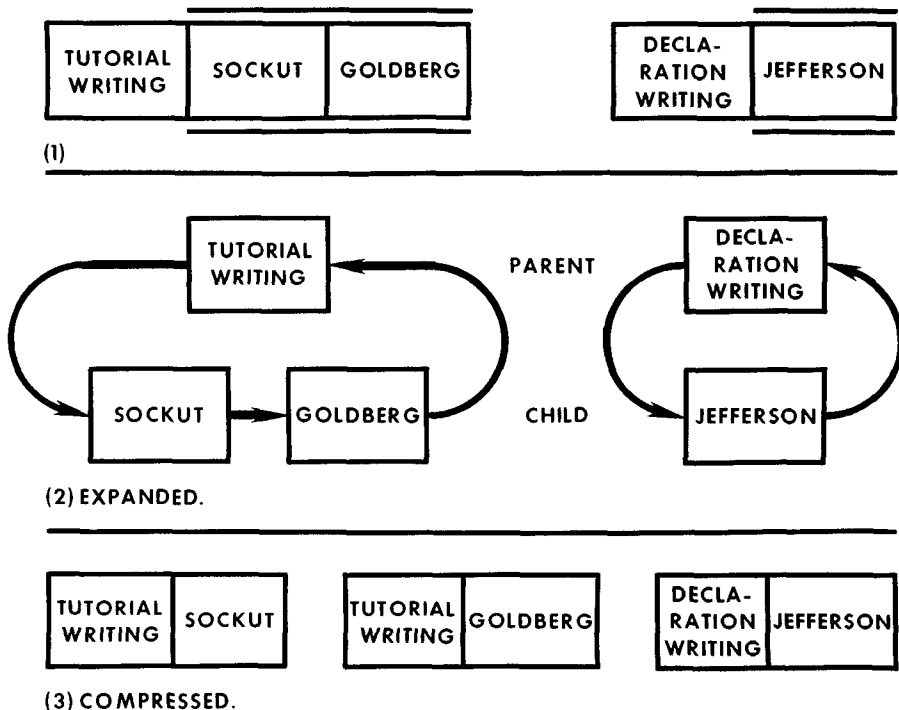 TUTORIAL
WRITING
SOCKUT
GOLDBERG
DECLA-
RATION
WRITING
JEFFERSON
(1)
TUTORIAL
WRITING
PARENT
DECLA-
RATION
WRITING
SOCKUT
GOLDBERG
CHILD
JEFFERSON
(2) EXPANDED.
TUTORIAL
WRITING
SOCKUT
TUTORIAL
WRITING
GOLDBERG
DECLA-
RATION
WRITING
JEFFERSON
(3) COMPRESSED.